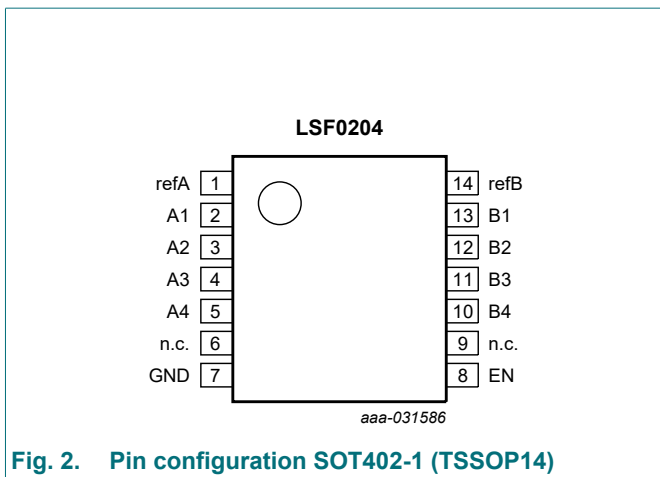 LSF0204
refA 1 14 refB
A1 2 13 B1
A2 3 12 B2
A3 4 11 B3
A4 5 10 B4
n.c. 6 9 n.c.
GND 7 8 EN
aaa-031586
Fig. 2. Pin configuration SOT402-1 (TSSOP14)